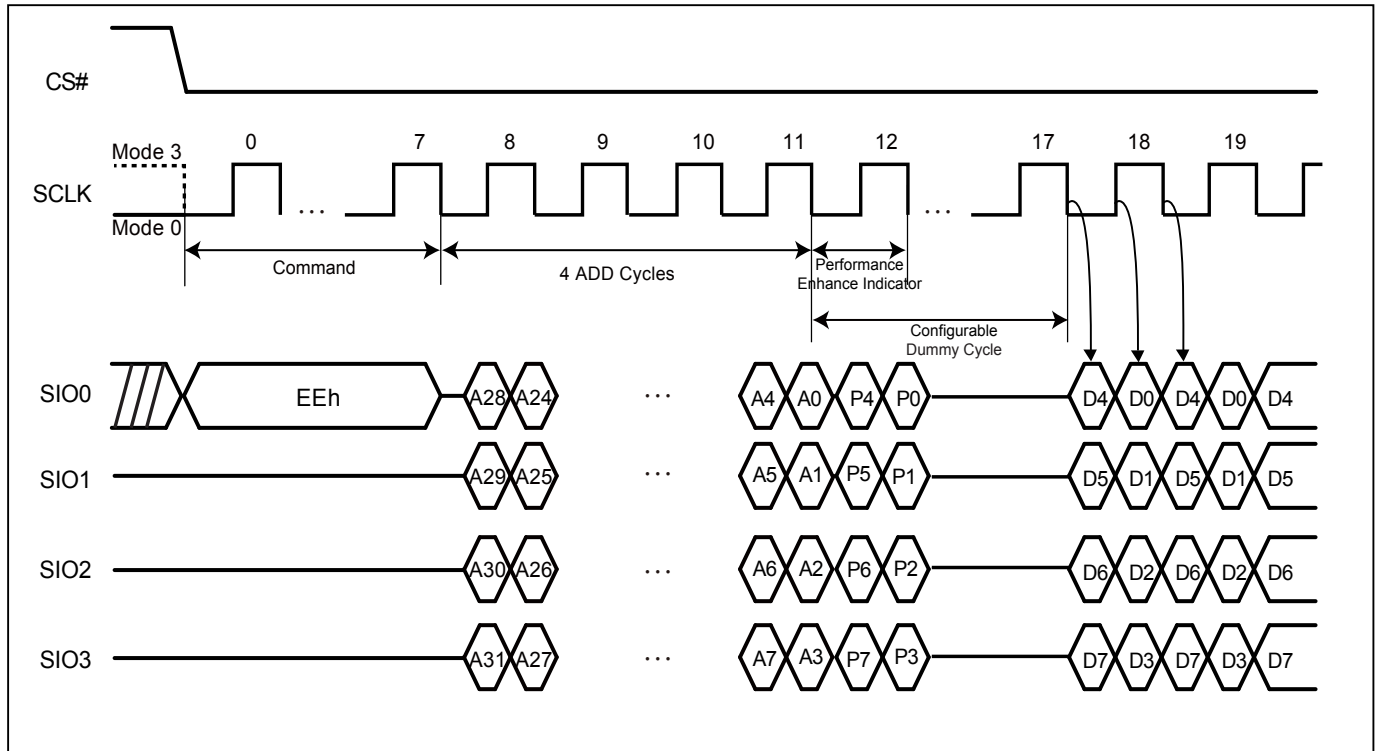 CS#
0 ... 7 8 9 10 11 12 17 18 19
Mode 3
SCLK
... ...
Mode 0
Command
4 ADD Cycles
Performance
Enhance Indicator
Configurable
Dummy Cycle
SIO0 EEh A28 A24 ... A4 A0 P4 P0 D4 D0 D4 D0 D4
SIO1 A29 A25 ... A5 A1 P5 P1 D5 D1 D5 D1 D5
SIO2 A30 A26 ... A6 A2 P6 P2 D6 D2 D6 D2 D6
SIO3 A31 A27 ... A7 A3 P7 P3 D7 D3 D7 D3 D7